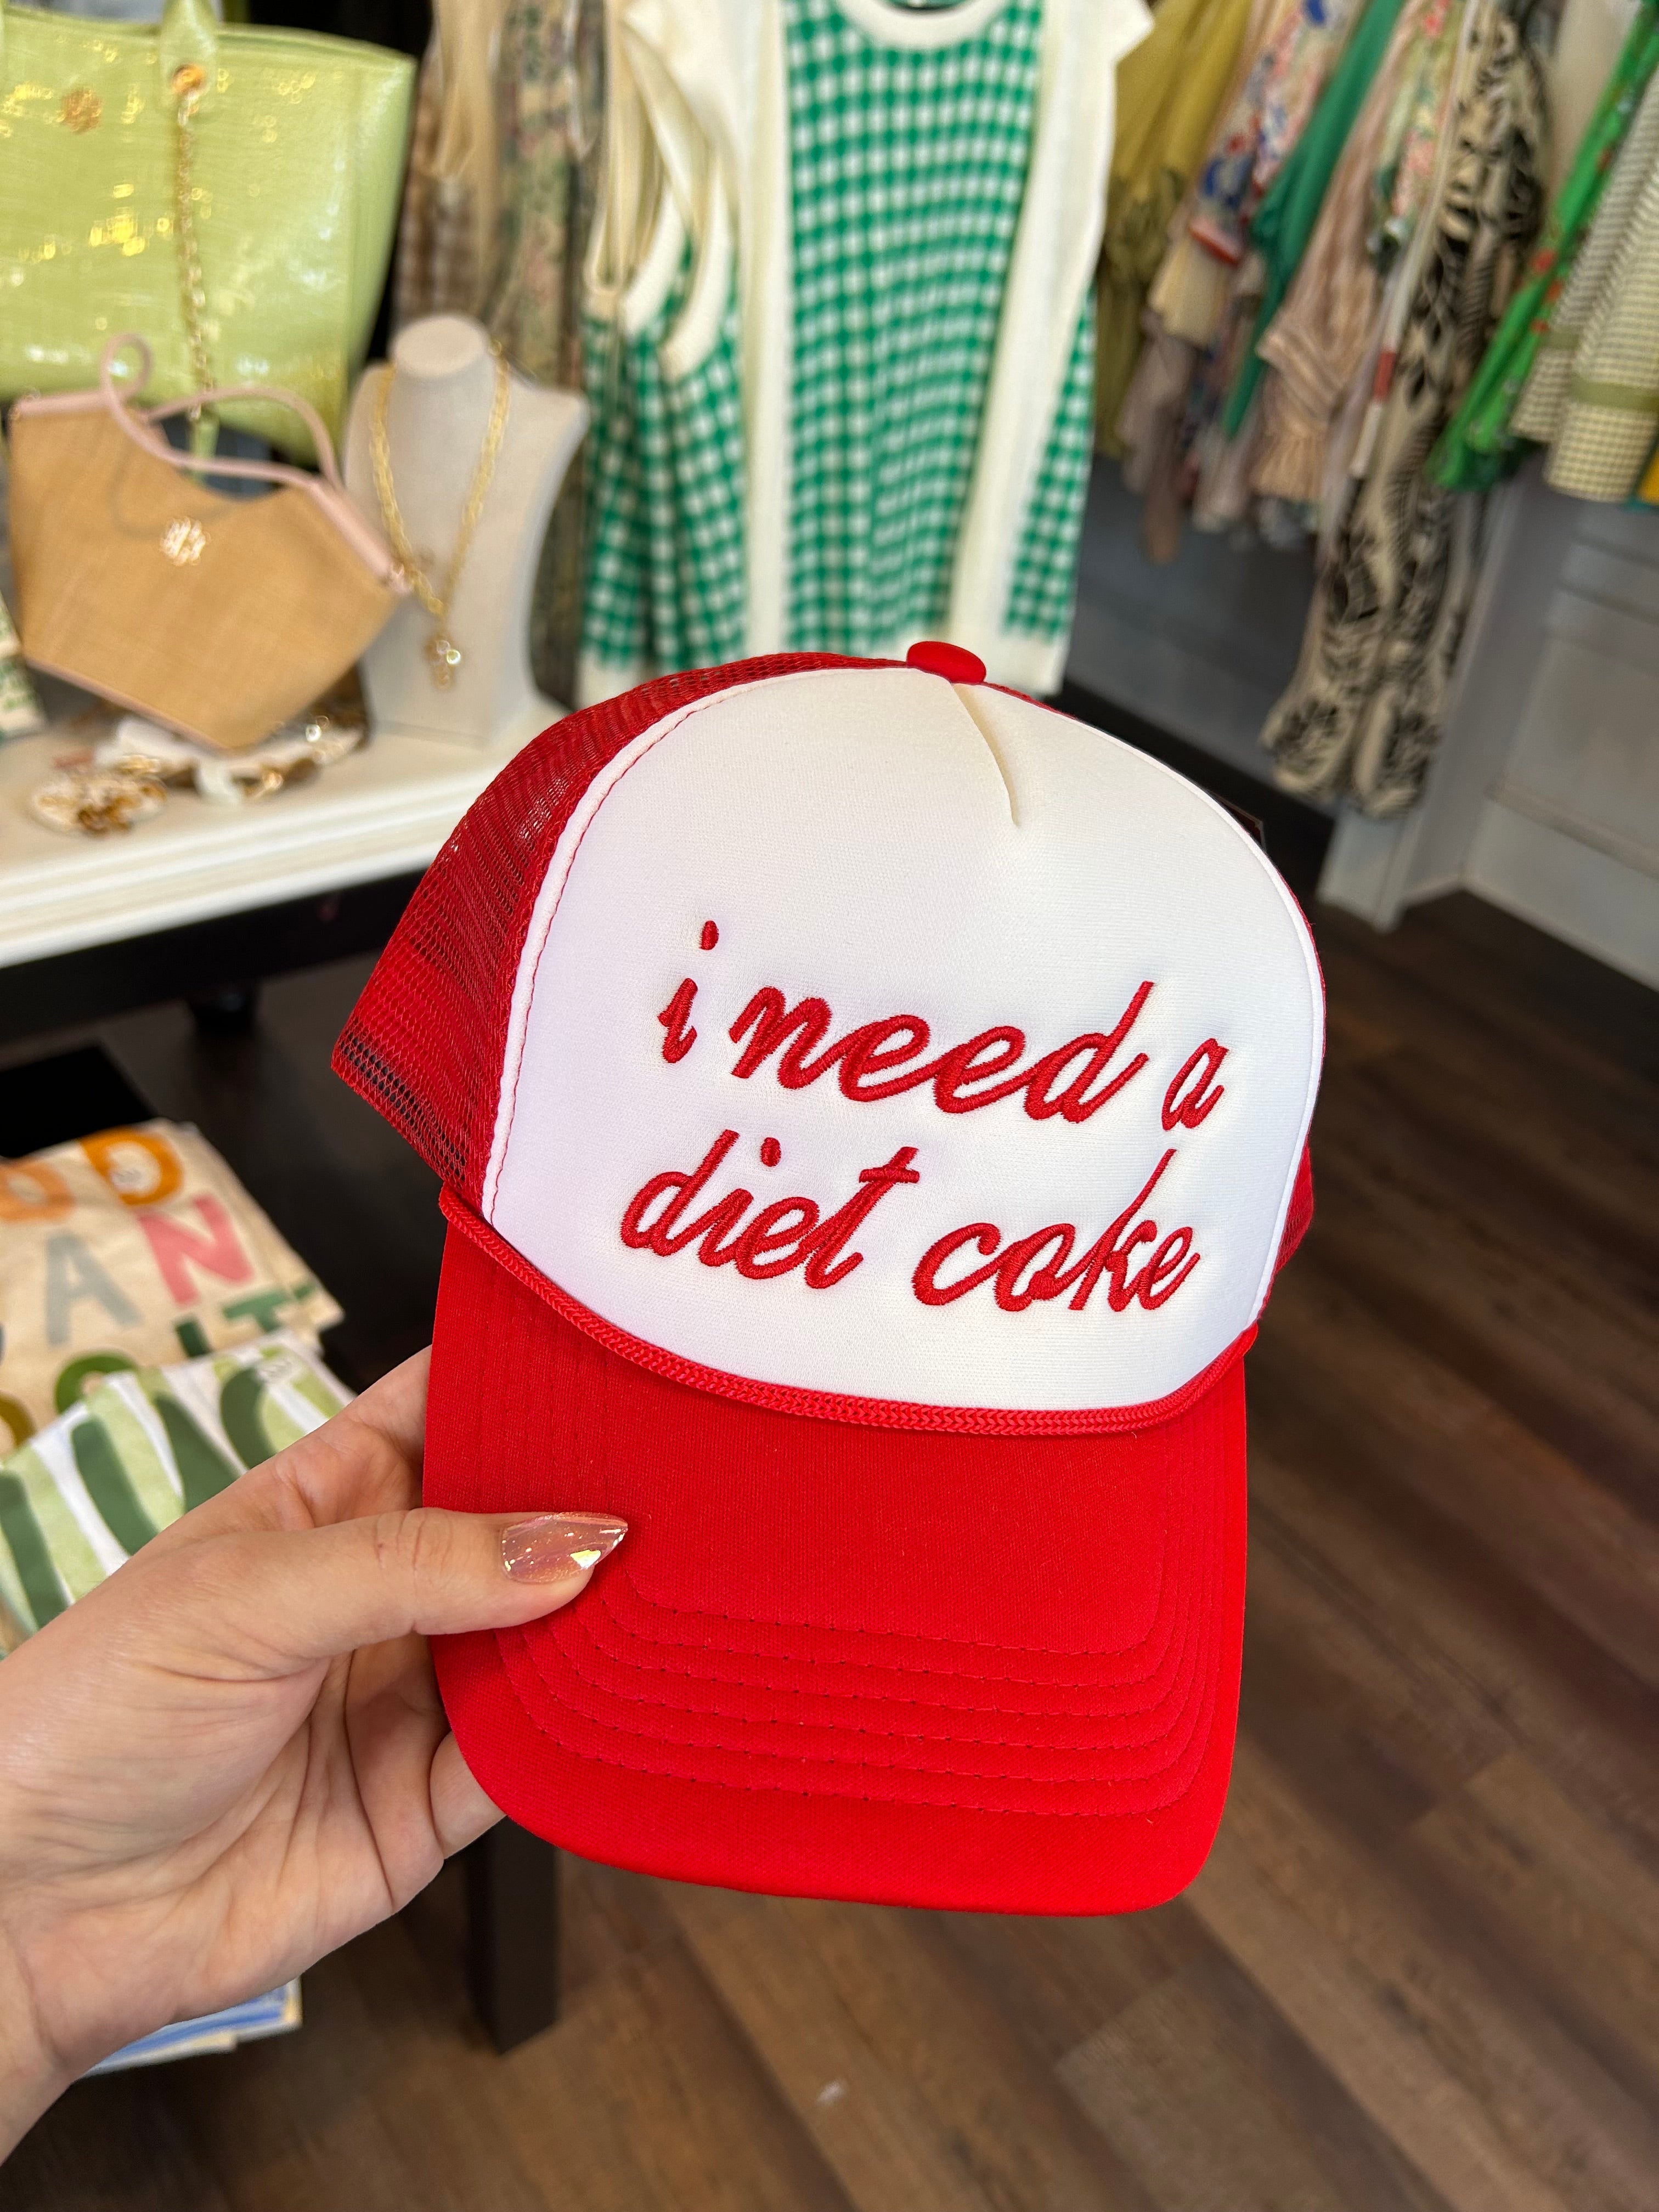 i need a
diet coke